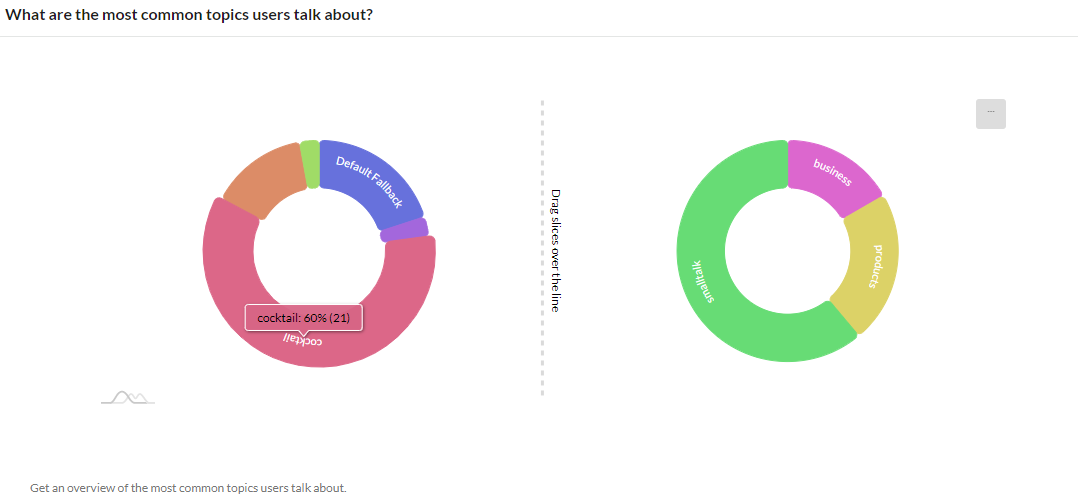 What are the most common topics users talk about?
Default Fallback
cocktail: 60% (21)
cocktail
Drag slices over the line
...
business
products
smalltalk
Get an overview of the most common topics users talk about.